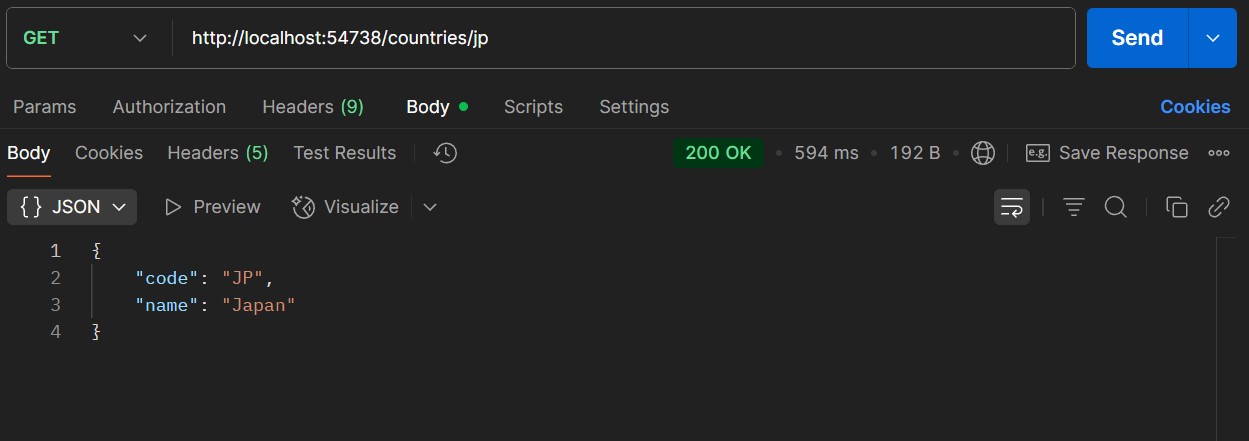 GET http://localhost:54738/countries/jp Send
Params Authorization Headers (9) Body Scripts Settings Cookies
Body Cookies Headers (5) Test Results 200 OK 594 ms 192 B e.g. Save Response
{} JSON Preview Visualize
1 {
2 "code": "JP",
3 "name": "Japan"
4 }